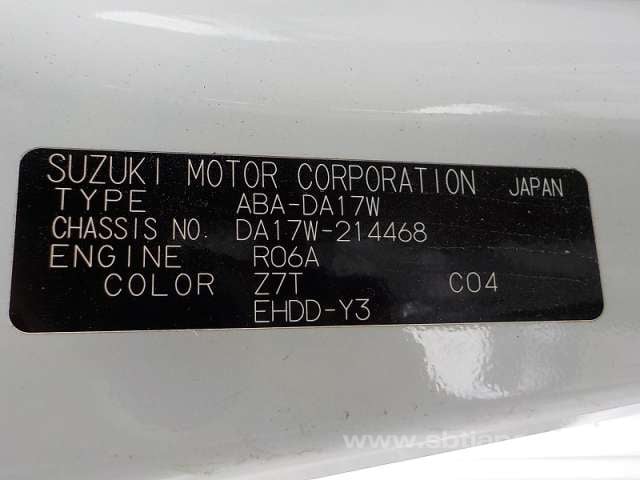 SUZUKI MOTOR CORPORATION JAPAN
TYPE ABA-DA17W
CHASSIS NO. DA17W-214468
ENGINE R06A
COLOR Z7T C04
EHDD-Y3